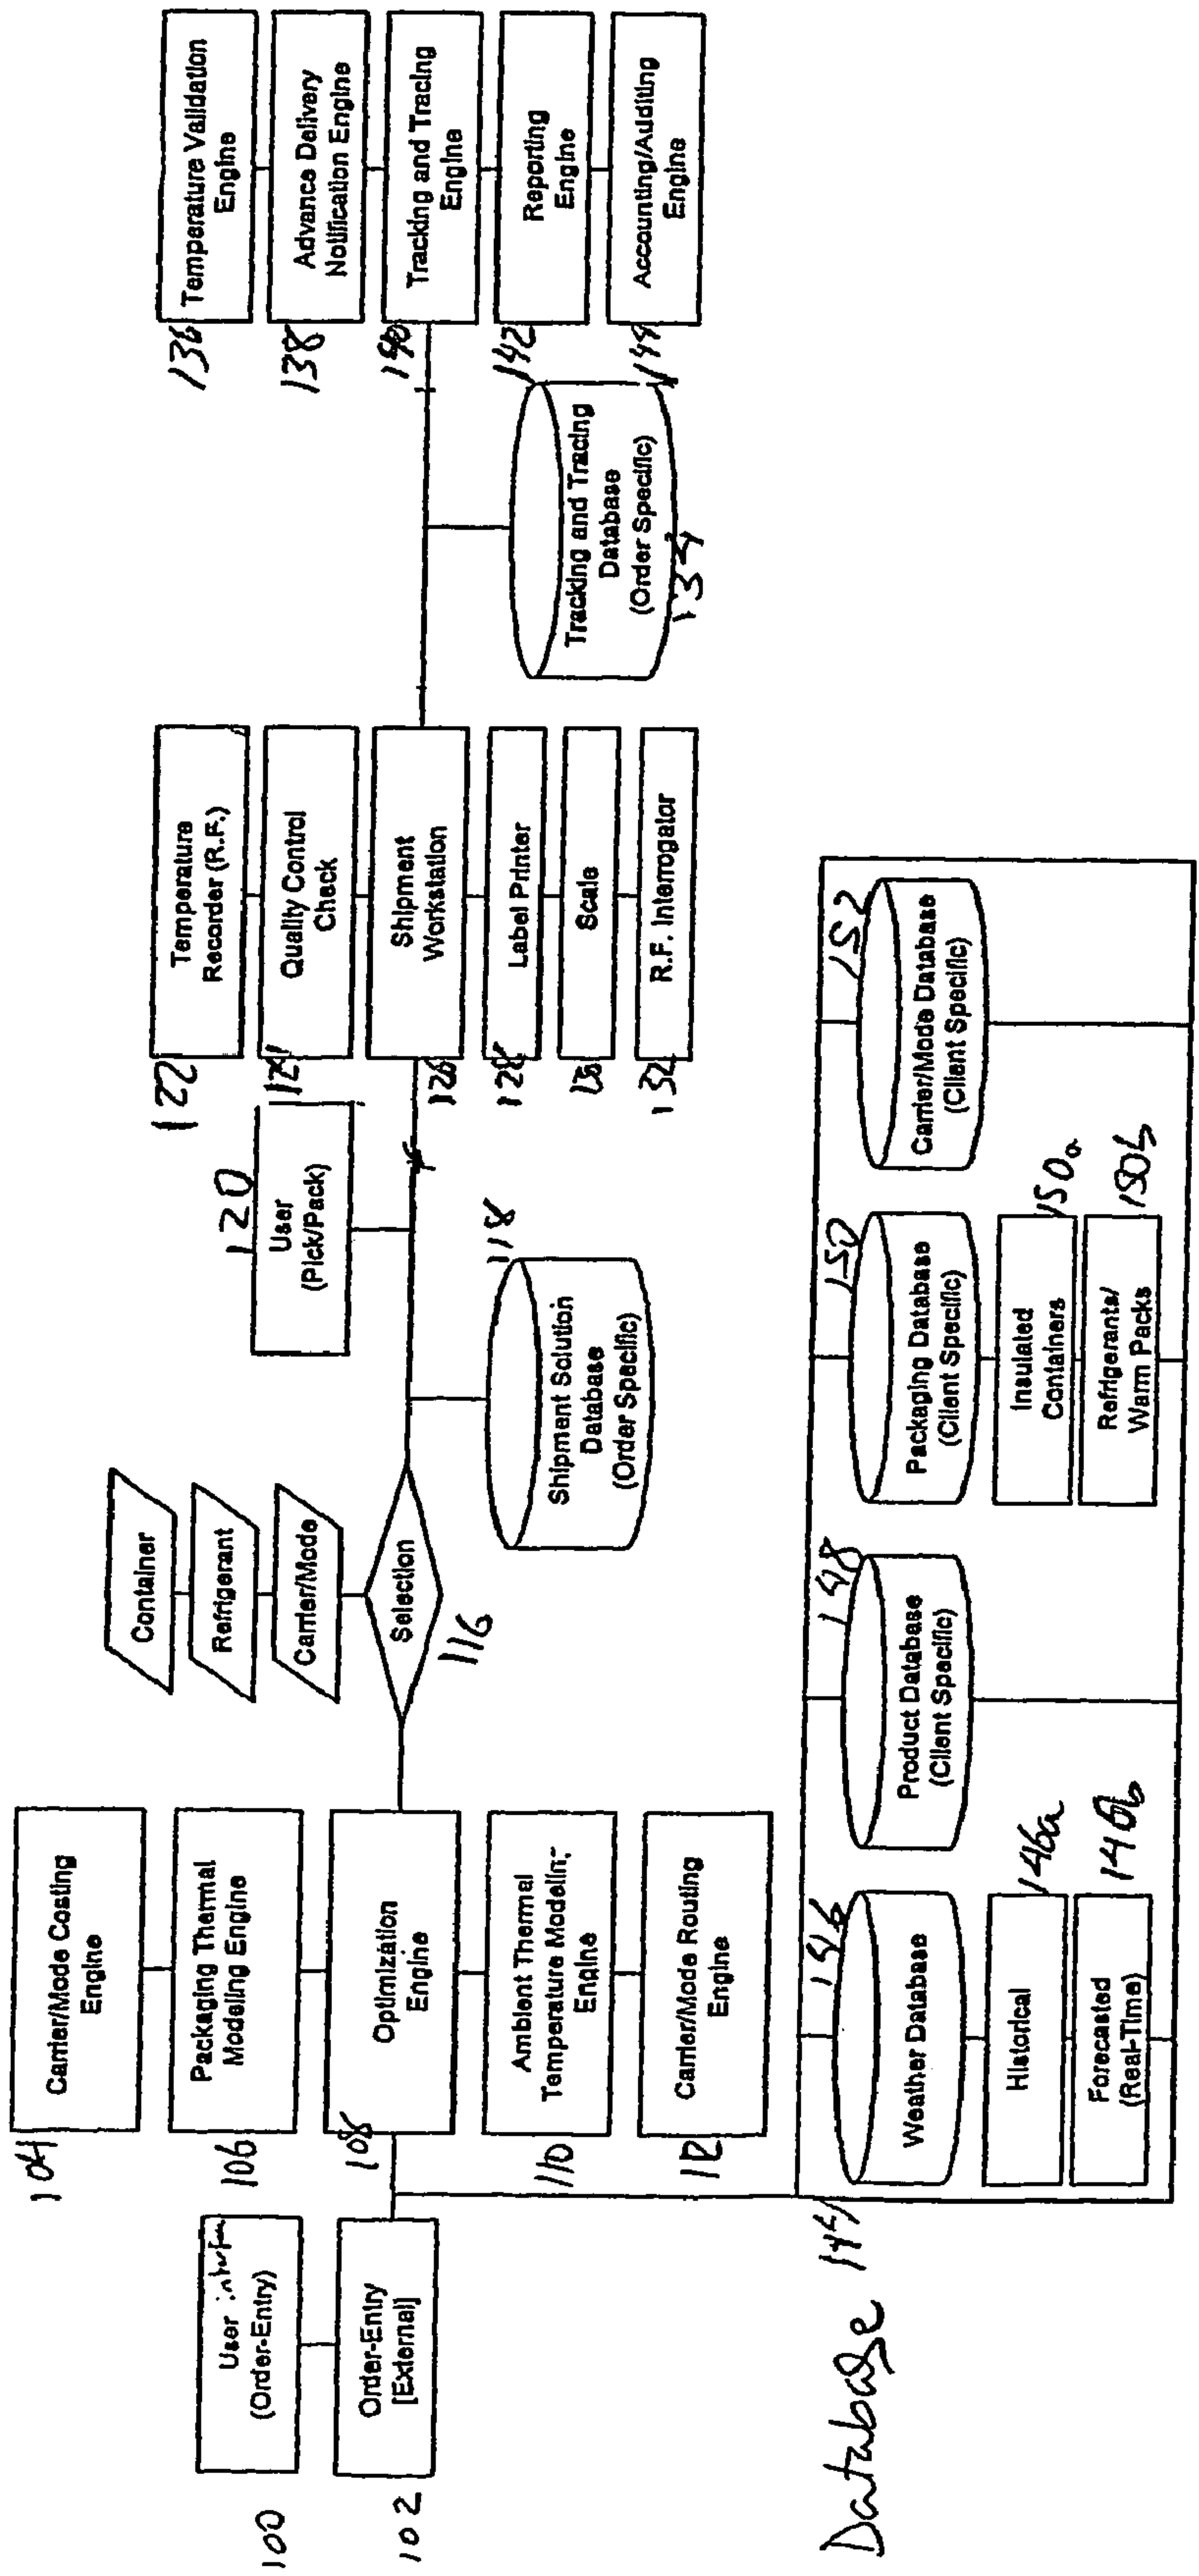 100
User interface
(Order-Entry)
102
Order-Entry
[External]
104
Carrier/Mode Costing
Engine
106
Packaging Thermal
Modeling Engine
108
Optimization
Engine
110
Ambient Thermal
Temperature Modeling
Engine
112
Carrier/Mode Routing
Engine
Container
Refrigerant
Carrier/Mode
Selection
116
118
Shipment Solution
Database
(Order Specific)
120
User
(Pick/Pack)
122
Temperature
Recorder (R.F.)
124
Quality Control
Check
126
Shipment
Workstation
128
Label Printer
Scale
132
R.F. Interrogator
Tracking and Tracing
Database
(Order Specific)
134
136
Temperature Validation
Engine
138
Advance Delivery
Notification Engine
140
Tracking and Tracing
Engine
142
Reporting
Engine
144
Accounting/Auditing
Engine
Database 144
146
Weather Database
146a
Historical
146b
Forecasted
(Real-Time)
148
Product Database
(Client Specific)
150
Packaging Database
(Client Specific)
150a
Insulated
Containers
150b
Refrigerants/
Warm Packs
152
Carrier/Mode Database
(Client Specific)